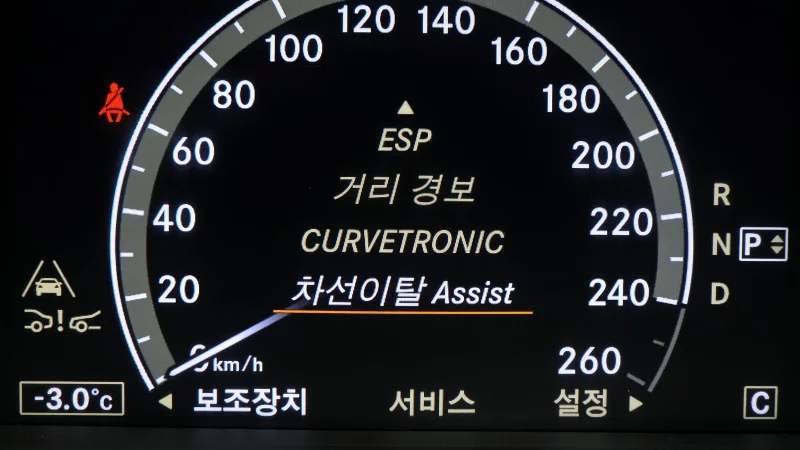 120 140
100 160
80 180
ESP
60 200
거리 경보
R
40 220
CURVETRONIC
N P
20 차선이탈 Assist 240 D
0 km/h 260
-3.0°C 보조장치 서비스 설정 C